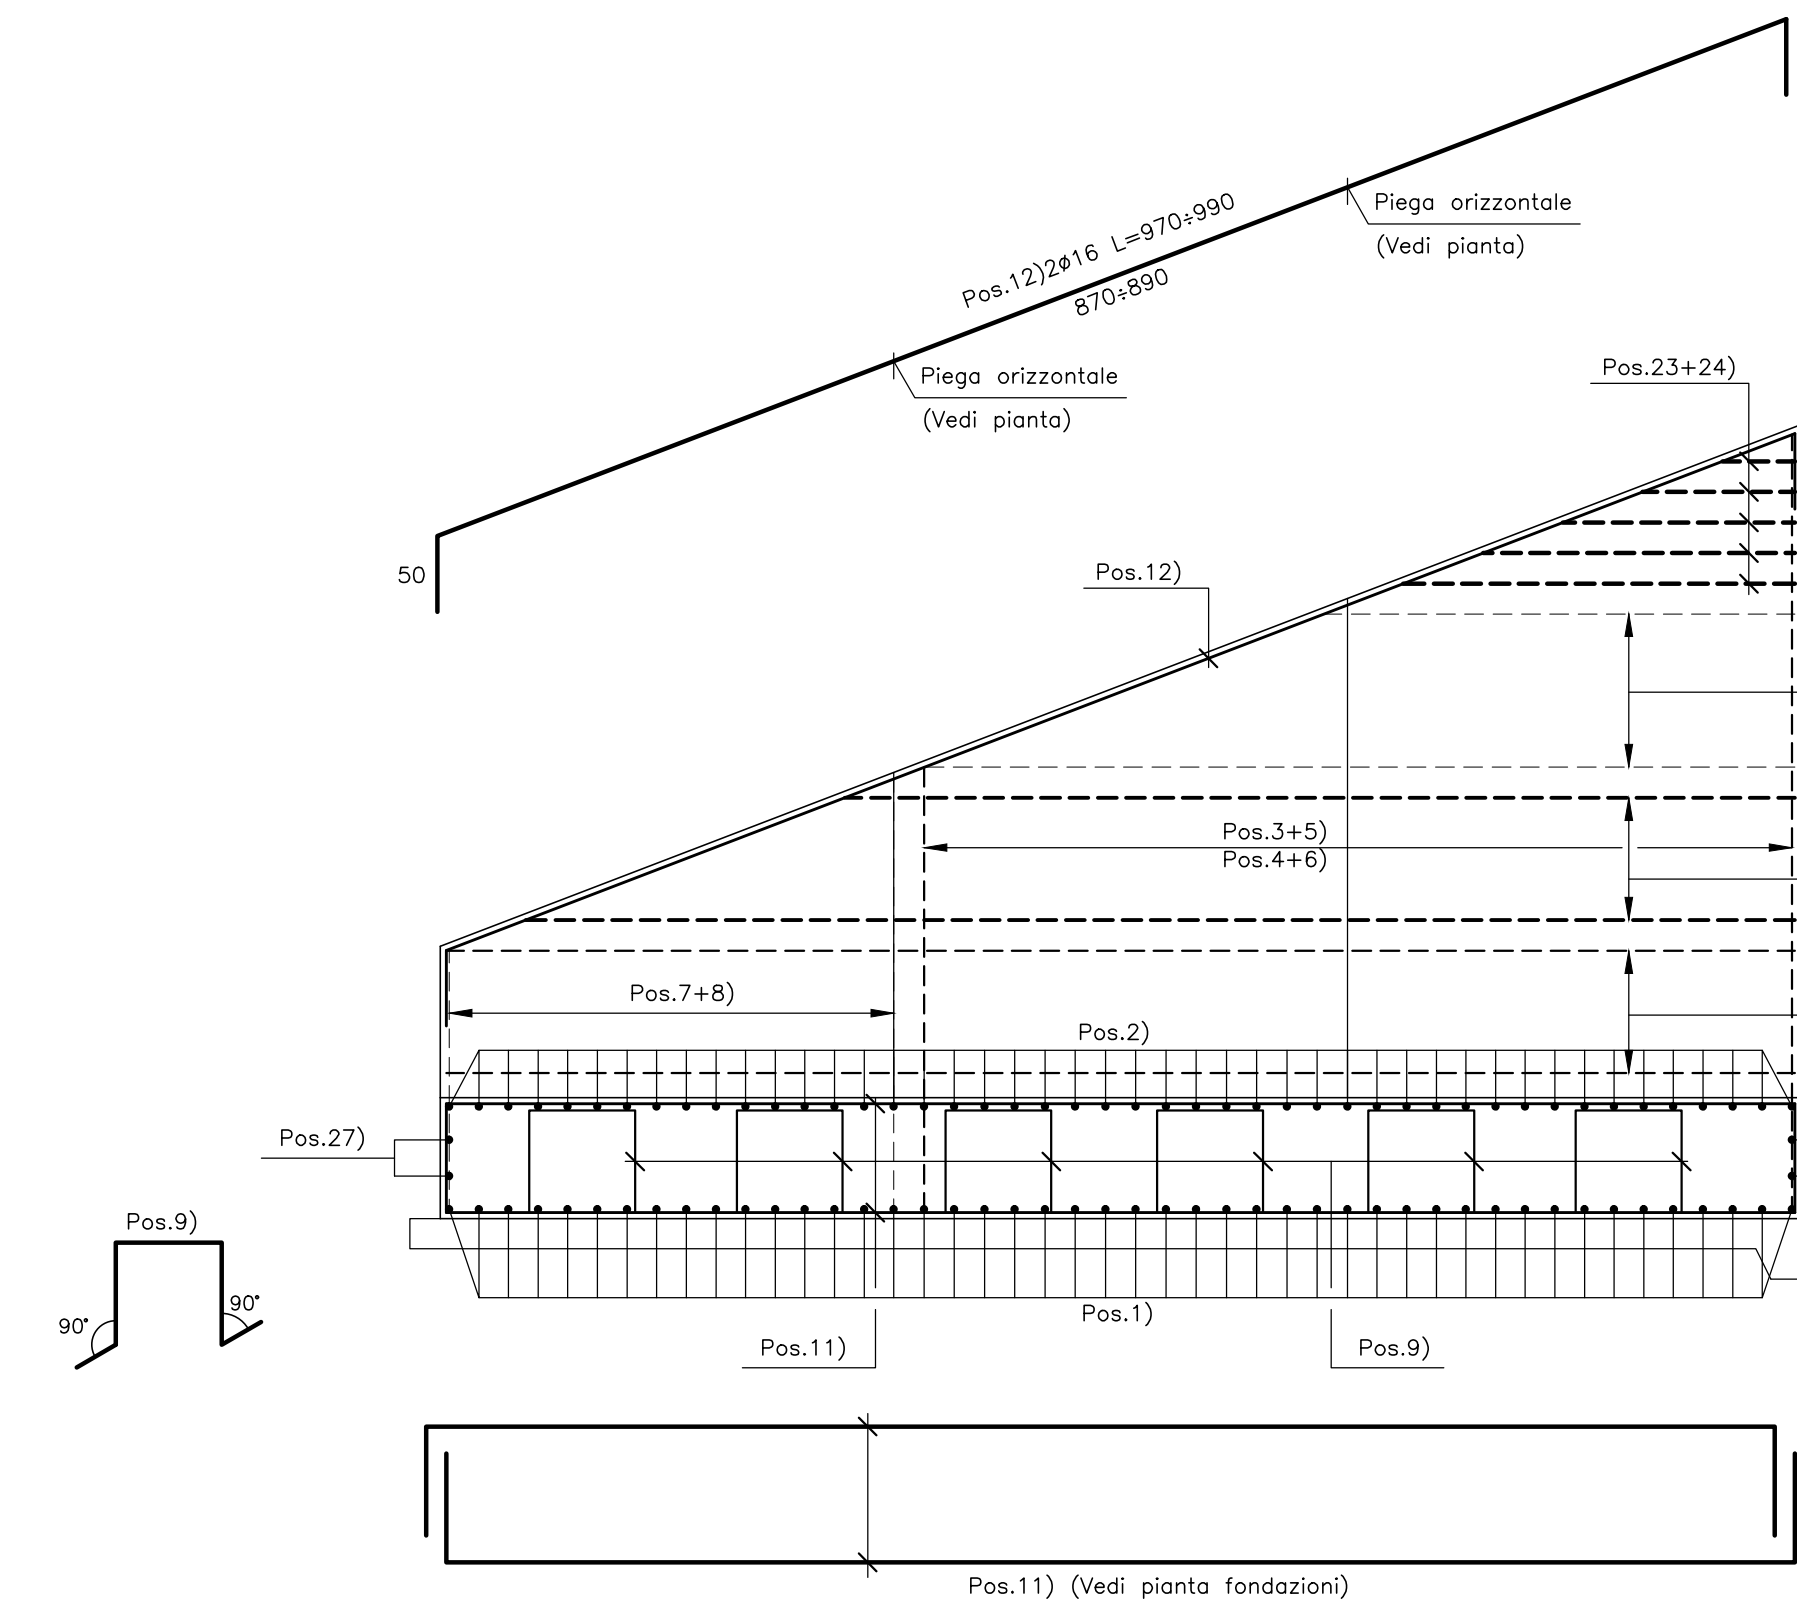 Piega orizzontale
(Vedi pianta)
Pos.12)2ø16 L=970÷990
870÷890
Piega orizzontale
(Vedi pianta)
Pos.23+24)
50
Pos.12)
Pos.3+5)
Pos.4+6)
Pos.7+8)
Pos.2)
Pos.27)
Pos.9)
90°
90°
Pos.1)
Pos.11)
Pos.9)
Pos.11) (Vedi pianta fondazioni)